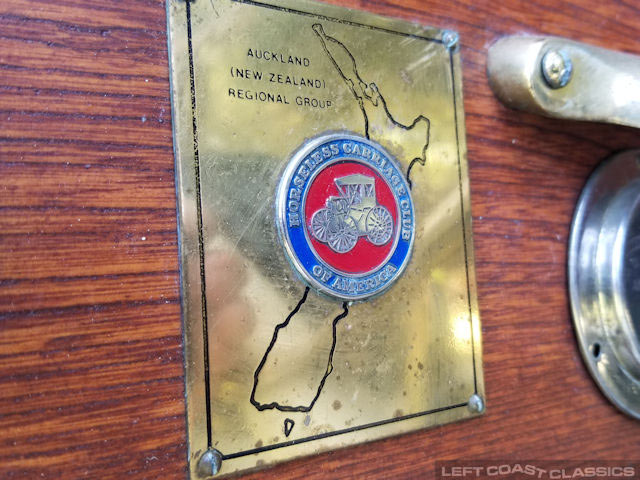 AUCKLAND
(NEW ZEALAND)
REGIONAL GROUP
HORSELESS CARRIAGE CLUB
OF AMERICA
LEFT COAST CLASSICS